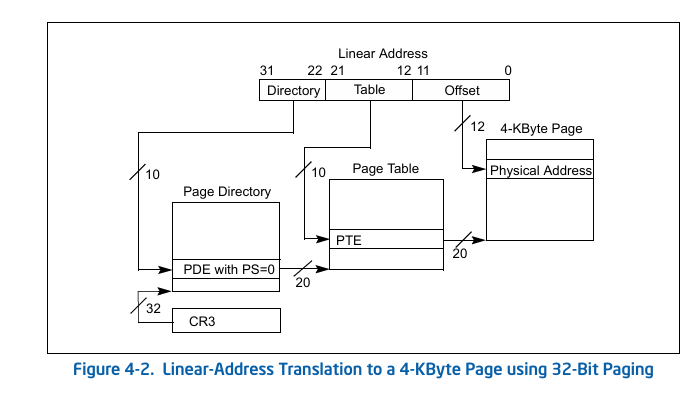 Linear Address
31 22 21 12 11 0
Directory Table Offset
12
4-KByte Page
10
10
Page Table
Physical Address
Page Directory
PTE
PDE with PS=0
20
20
32
CR3
Figure 4-2. Linear-Address Translation to a 4-KByte Page using 32-Bit Paging